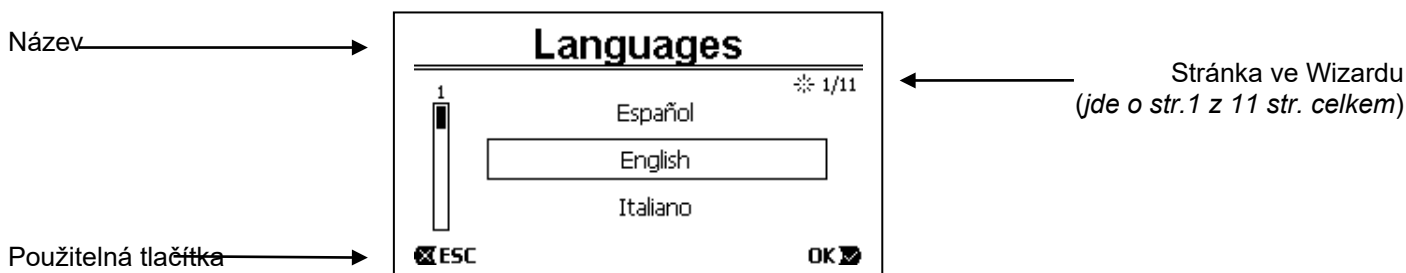 Název
Languages
Stránka ve Wizardu
(jde o str.1 z 11 str. celkem)
1
1/11
Español
English
Italiano
Použitelná tlačítka
ESC
OK